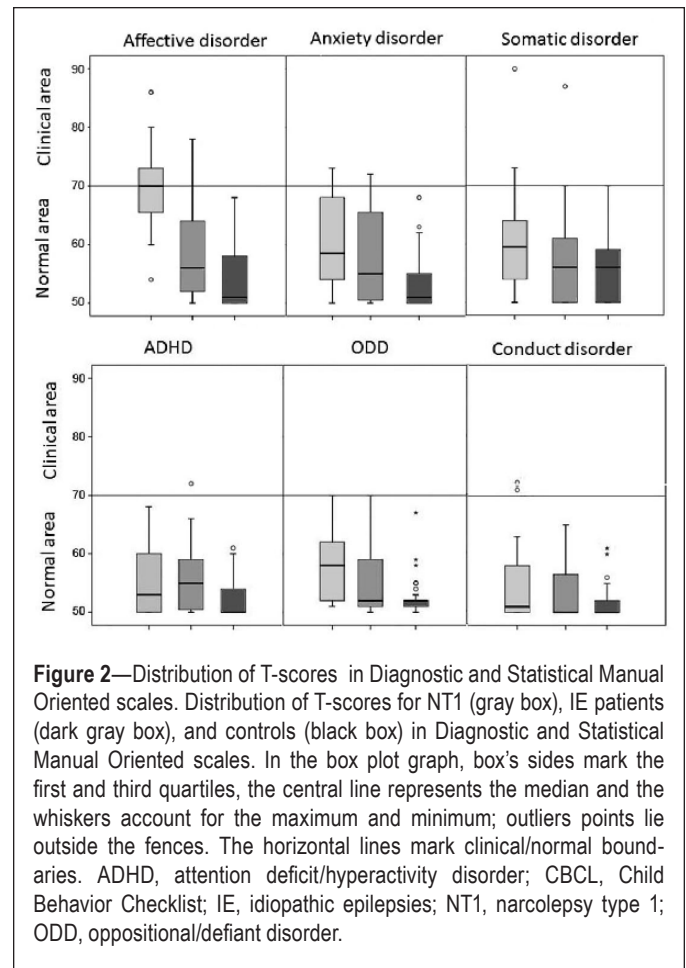 Affective disorder Anxiety disorder Somatic disorder
Clinical area
Normal area
90
80
70
60
50
ADHD ODD Conduct disorder
Clinical area
Normal area
90
80
70
60
50
Figure 2—Distribution of T-scores in Diagnostic and Statistical Manual
Oriented scales. Distribution of T-scores for NT1 (gray box), IE patients
(dark gray box), and controls (black box) in Diagnostic and Statistical
Manual Oriented scales. In the box plot graph, box’s sides mark the
first and third quartiles, the central line represents the median and the
whiskers account for the maximum and minimum; outliers points lie
outside the fences. The horizontal lines mark clinical/normal bound-
aries. ADHD, attention deficit/hyperactivity disorder; CBCL, Child
Behavior Checklist; IE, idiopathic epilepsies; NT1, narcolepsy type 1;
ODD, oppositional/defiant disorder.